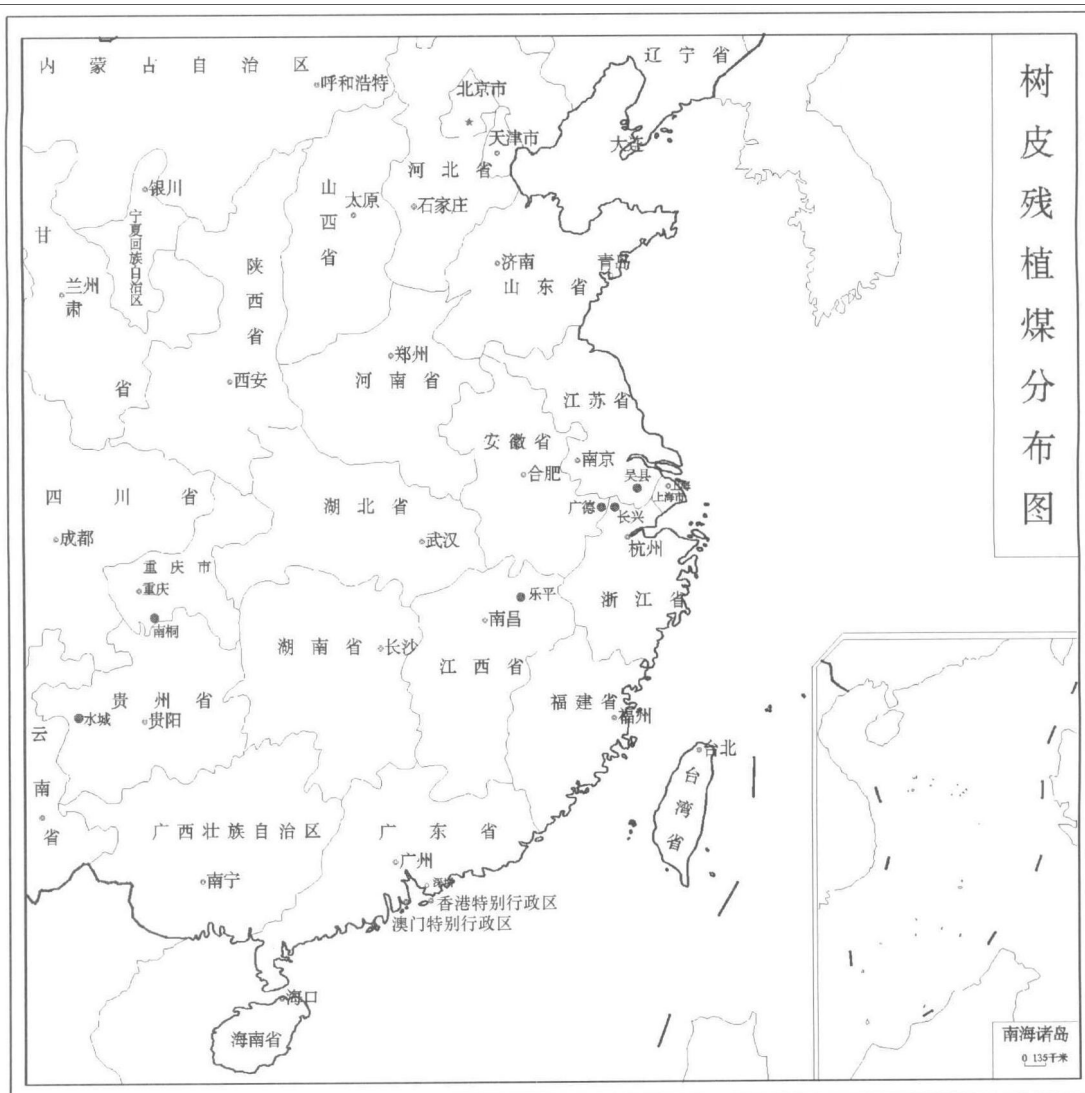 树皮残植煤分布图
内蒙古自治区
呼和浩特
辽宁省
北京市
天津市
大连
河北省
银川
宁夏回族自治区
山西省
太原
石家庄
甘肃省
兰州
陕西省
济南
青岛
山东省
郑州
河南省
西安
江苏省
安徽省
南京
合肥
吴县
上海
上海市
四川省
湖北省
广德
长兴
成都
武汉
杭州
重庆市
重庆
乐平
浙江省
南桐
南昌
湖南省
长沙
江西省
贵州省
福建省
水城
贵阳
福州
云南省
台北
台湾省
广西壮族自治区
广东省
广州
南宁
深圳
香港特别行政区
澳门特别行政区
海口
海南省
南海诸岛
0 135千米